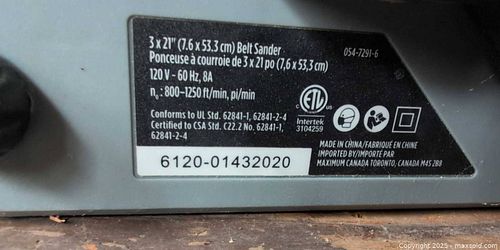 3 x 21" (7.6 x 53.3 cm) Belt Sander
054-7291-6
Ponceuse à courroie de 3 x 21 po (7,6 x 53,3 cm)
120 V - 60 Hz, 8A
n₀: 800-1250 ft/min, pi/min
Conforms to UL Std. 62841-1, 62841-2-4
Certified to CSA Std. C22.2 No. 62841-1,
62841-2-4
ETL
CM
LISTED
US
Intertek
3104259
6120-01432020
MADE IN CHINA/FABRIQUÉ EN CHINE
IMPORTED BY/IMPORTÉ PAR
MAXIMUM CANADA TORONTO, CANADA M4S 2B8
Copyright 2025 - maxsold.com